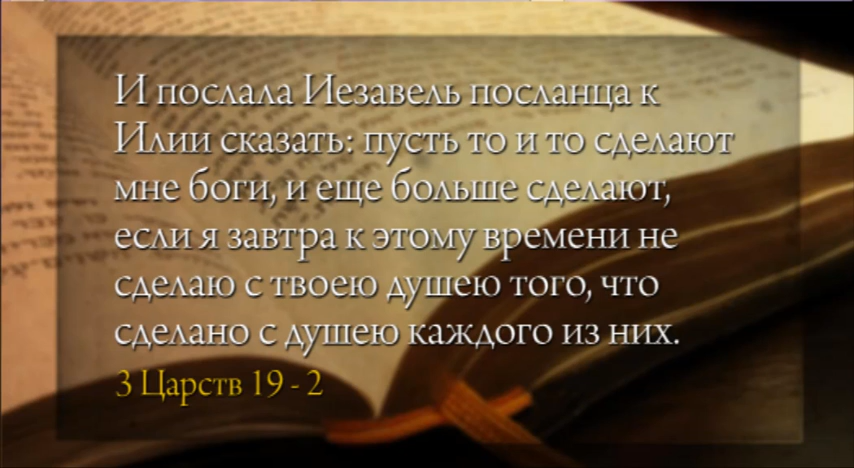 И послала Иезавель посланца к
Илии сказать: пусть то и то сделают
мне боги, и еще больше сделают,
если я завтра к этому времени не
сделаю с твоею душею того, что
сделано с душею каждого из них.
3 Царств 19 - 2